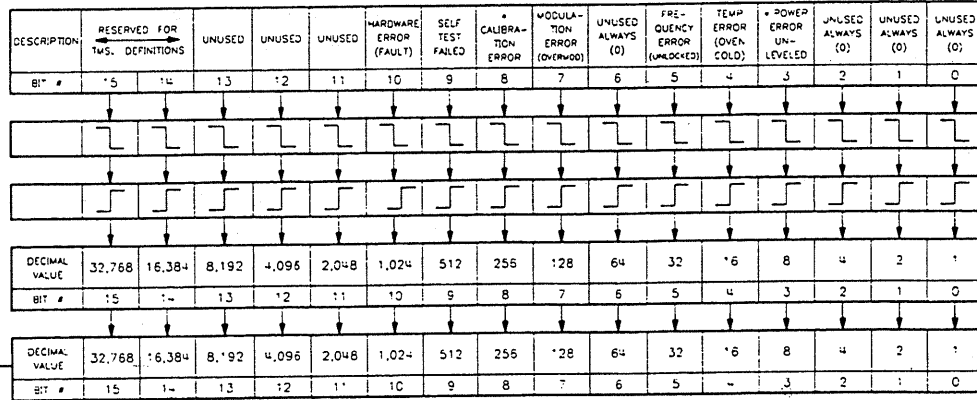 DESCRIPTION RESERVED FOR TMS. DEFINITIONS UNUSED UNUSED UNUSED HARDWARE ERROR (FAULT) SELF TEST FAILED * CALIBRA- TION ERROR MODULA- TION ERROR (OVERMOD) UNUSED ALWAYS (0) FRE- QUENCY ERROR (UNLOCKED) TEMP ERROR (OVEN COLD) * POWER ERROR UN- LEVELED UNUSED ALWAYS (0) UNUSED ALWAYS (0) UNUSED ALWAYS (0)
BIT # 15 14 13 12 11 10 9 8 7 6 5 4 3 2 1 0
DECIMAL VALUE 32,768 16,384 8,192 4,096 2,048 1,024 512 256 128 64 32 16 8 4 2 1
BIT # 15 14 13 12 11 10 9 8 7 6 5 4 3 2 1 0
DECIMAL VALUE 32,768 16,384 8,192 4,096 2,048 1,024 512 256 128 64 32 16 8 4 2 1
BIT # 15 14 13 12 11 10 9 8 7 6 5 4 3 2 1 0